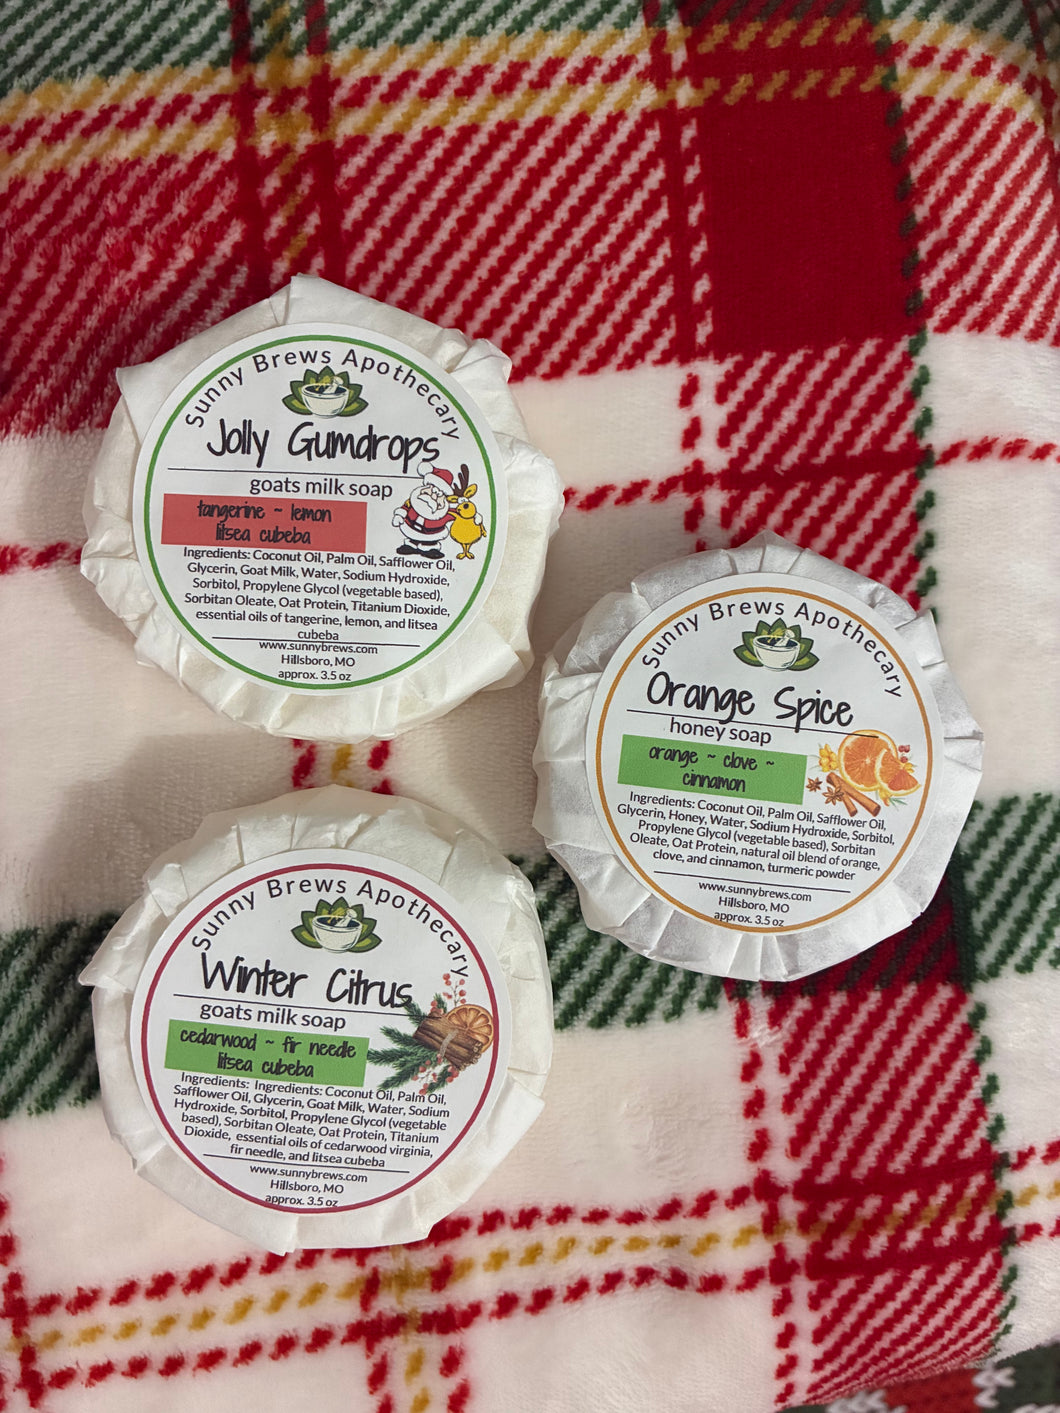 Sunny Brews Apothecary
Jolly Gumdrops
goats milk soap
tangerine ~ lemon
litsea cubeba
Ingredients: Coconut Oil, Palm Oil, Safflower Oil,
Glycerin, Goat Milk, Water, Sodium Hydroxide,
Sorbitol, Propylene Glycol (vegetable based),
Sorbitan Oleate, Oat Protein, Titanium Dioxide,
essential oils of tangerine, lemon, and litsea
cubeba
www.sunnybrews.com
Hillsboro, MO
approx. 3.5 oz
Sunny Brews Apothecary
Orange Spice
honey soap
orange ~ clove ~
cinnamon
Ingredients: Coconut Oil, Palm Oil, Safflower Oil,
Glycerin, Honey, Water, Sodium Hydroxide, Sorbitol,
Propylene Glycol (vegetable based), Sorbitan
Oleate, Oat Protein, natural oil blend of orange,
clove, and cinnamon, turmeric powder
www.sunnybrews.com
Hillsboro, MO
approx. 3.5 oz
Sunny Brews Apothecary
Winter Citrus
goats milk soap
cedarwood ~ fir needle
litsea cubeba
Ingredients: Ingredients: Coconut Oil, Palm Oil,
Safflower Oil, Glycerin, Goat Milk, Water, Sodium
Hydroxide, Sorbitol, Propylene Glycol (vegetable
based), Sorbitan Oleate, Oat Protein, Titanium
Dioxide, essential oils of cedarwood virginia,
fir needle, and litsea cubeba
www.sunnybrews.com
Hillsboro, MO
approx. 3.5 oz